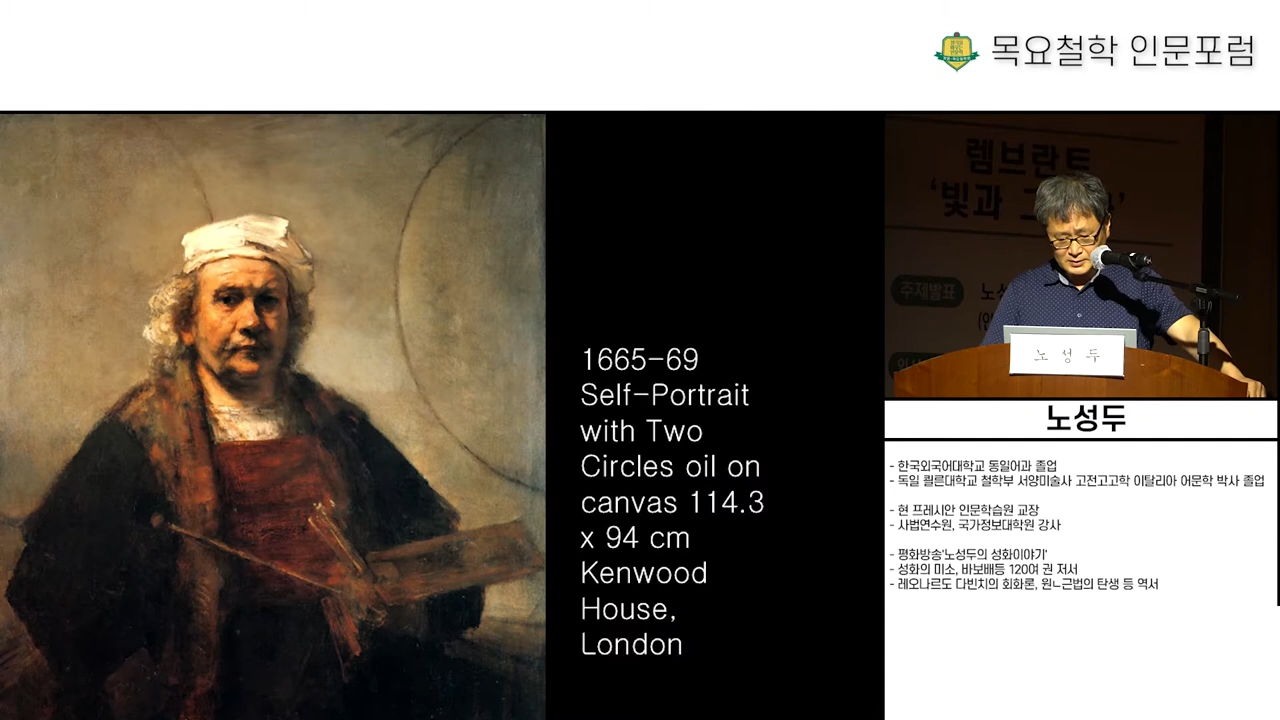 목요철학 인문포럼
1665-69
Self-Portrait
with Two
Circles oil on
canvas 114.3
x 94 cm
Kenwood
House,
London
렘브란트
‘빛과
주제발표
노성두
노성두
- 한국외국어대학교 동일어과 졸업
- 독일 쾰른대학교 철학부 서양미술사 고전고고학 이탈리아 어문학 박사 졸업
- 현 프레시안 인문학습원 교장
- 사법연수원, 국가정보대학원 강사
- 평화방송'노성두의 성화이야기'
- 성화의 미소, 바보배등 120여 권 저서
- 레오나르도 다빈치의 회화론, 원ㄴ근법의 탄생 등 역서